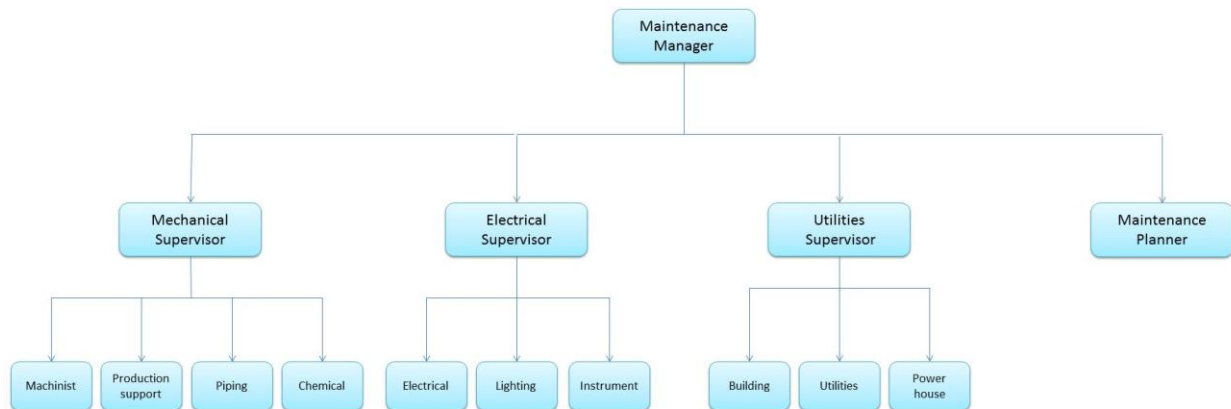 Maintenance
Manager
Mechanical
Supervisor
Electrical
Supervisor
Utilities
Supervisor
Maintenance
Planner
Machinist
Production
support
Piping
Chemical
Electrical
Lighting
Instrument
Building
Utilities
Power
house